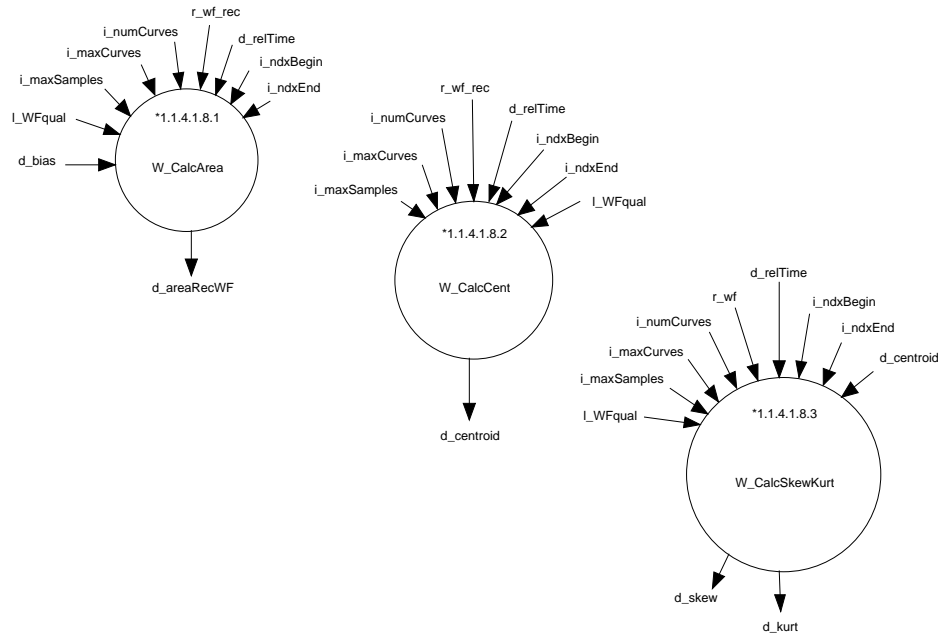 r_wf_rec
i_numCurves
d_relTime
i_maxCurves
i_ndxBegin
i_maxSamples
i_ndxEnd
l_WFqual
*1.1.4.1.8.1
d_bias
W_CalcArea
d_areaRecWF
r_wf_rec
d_relTime
i_numCurves
i_ndxBegin
i_maxCurves
i_ndxEnd
i_maxSamples
l_WFqual
*1.1.4.1.8.2
W_CalcCent
d_centroid
d_relTime
r_wf
i_ndxBegin
i_numCurves
i_ndxEnd
i_maxCurves
d_centroid
i_maxSamples
l_WFqual
*1.1.4.1.8.3
W_CalcSkewKurt
d_skew
d_kurt